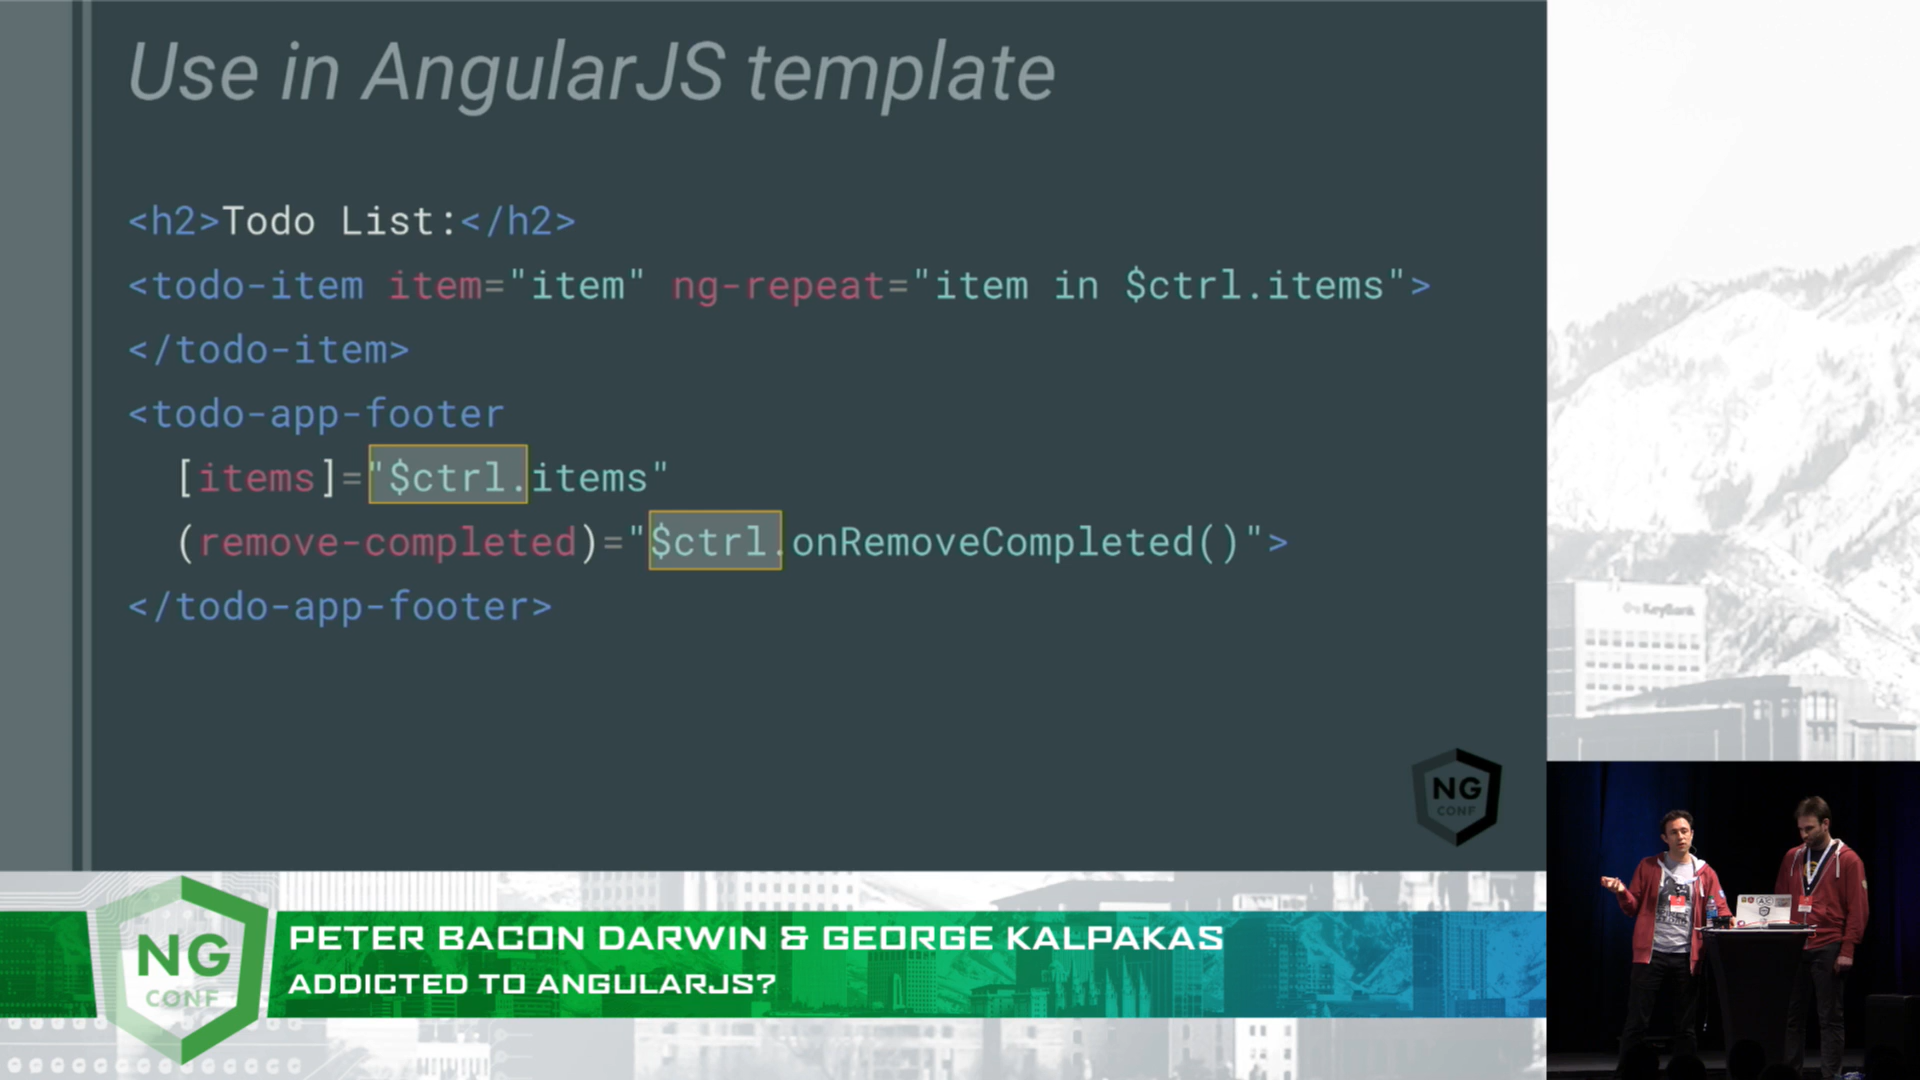 Use in AngularJS template
<h2>Todo List:</h2>
<todo-item item="item" ng-repeat="item in $ctrl.items">
</todo-item>
<todo-app-footer
[items]="$ctrl.items"
(remove-completed)="$ctrl.onRemoveCompleted()">
</todo-app-footer>
KeyBank
NG
CONF
NG
CONF
PETER BACON DARWIN & GEORGE KALPAKAS
ADDICTED TO ANGULARJS?